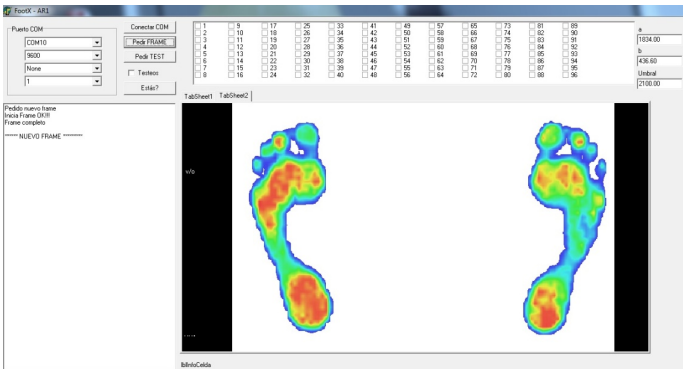 FootX - AR1
Puerto COM
COM10
9600
None
1
Conectar COM
Pedir FRAME
Pedir TEST
Testeos
Estás?
1 9 17 25 33 41 49 57 65 73 81 89
2 10 18 26 34 42 50 58 66 74 82 90
3 11 19 27 35 43 51 59 67 75 83 91
4 12 20 28 36 44 52 60 68 76 84 92
5 13 21 29 37 45 53 61 69 77 85 93
6 14 22 30 38 46 54 62 70 78 86 94
7 15 23 31 39 47 55 63 71 79 87 95
8 16 24 32 40 48 56 64 72 80 88 96
a
1834.00
b
436.60
Umbral
2100.00
Pedido nuevo frame
Inicia Frame OK!!!
Frame completo
****** NUEVO FRAME *********
TabSheet1 TabSheet2
v/o
lblInfoCelda